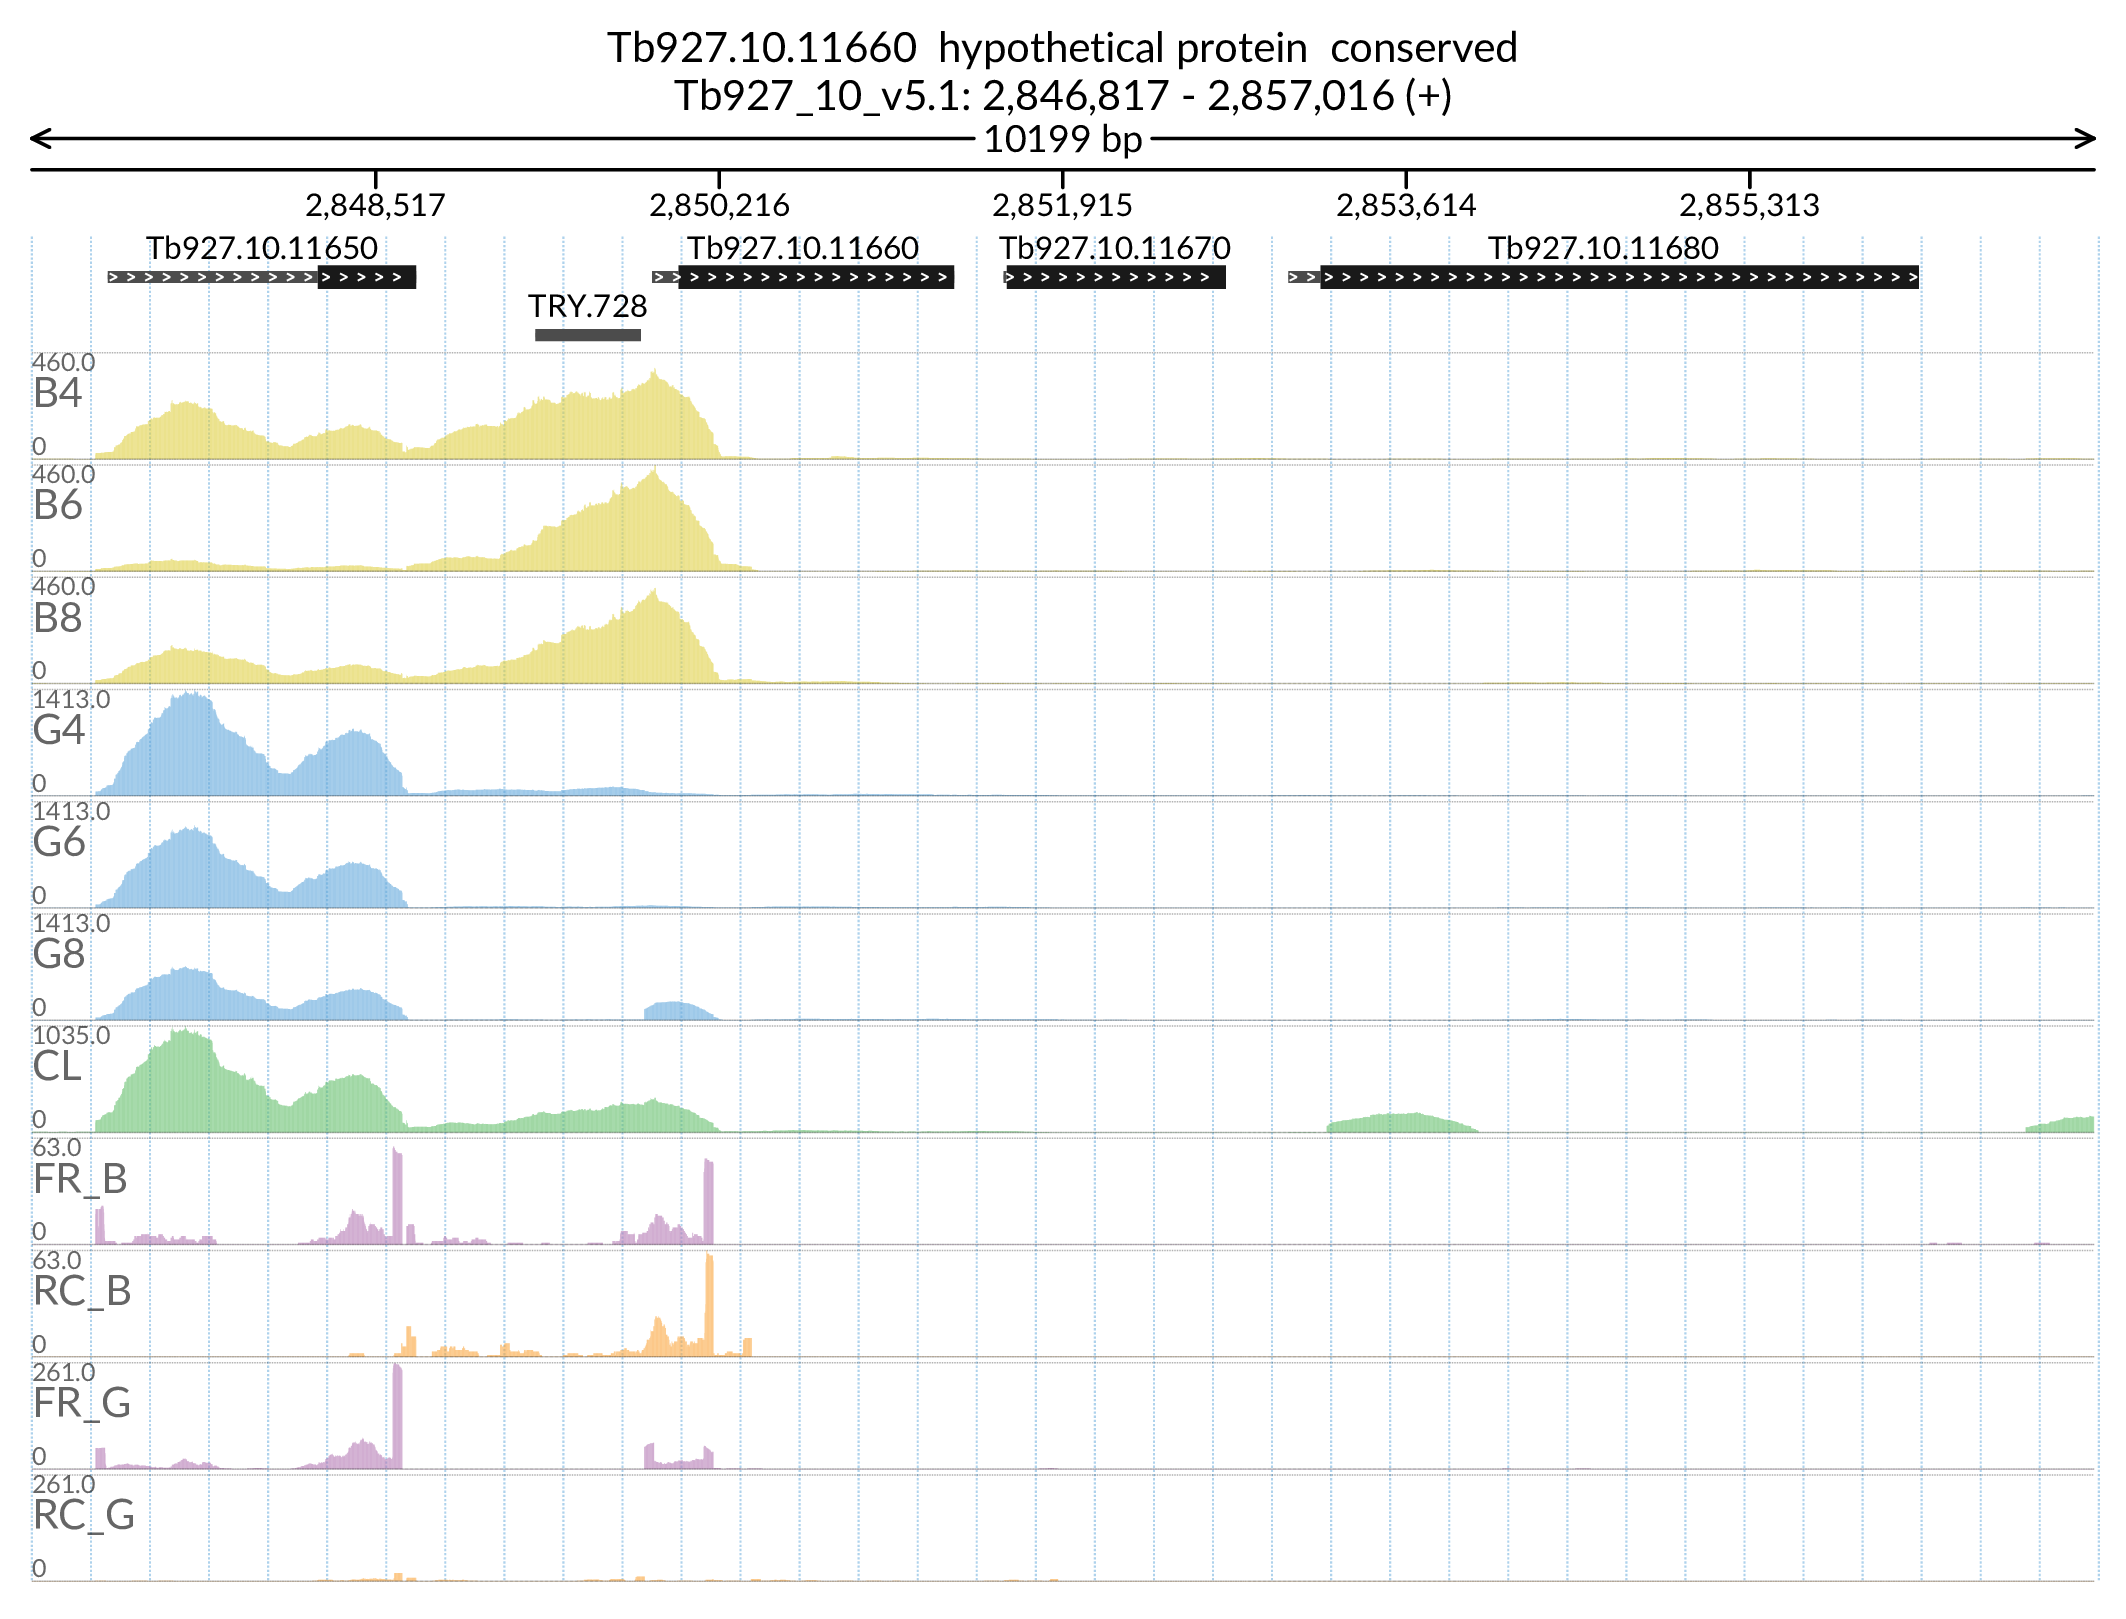 Tb927.10.11660  hypothetical protein  conserved
Tb927_10_v5.1: 2,846,817 - 2,857,016 (+)
10199 bp
2,848,517 2,850,216 2,851,915 2,853,614 2,855,313
Tb927.10.11650 Tb927.10.11660 Tb927.10.11670 Tb927.10.11680
TRY.728
460.0
B4
0
460.0
B6
0
460.0
B8
0
1413.0
G4
0
1413.0
G6
0
1413.0
G8
0
1035.0
CL
0
63.0
FR_B
0
63.0
RC_B
0
261.0
FR_G
0
261.0
RC_G
0